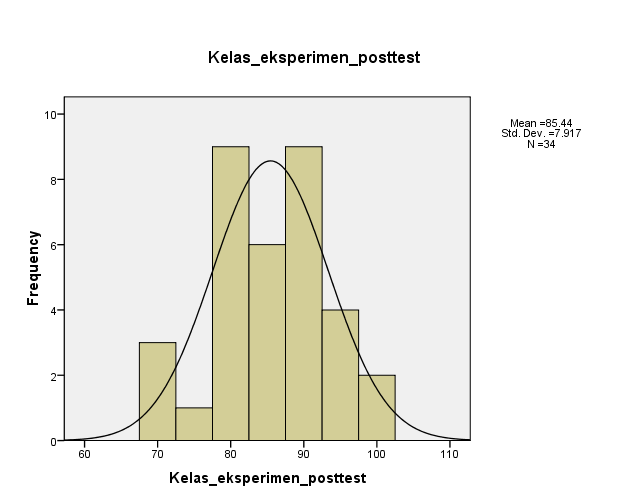 Kelas_eksperimen_posttest
Mean =85.44
Std. Dev. =7.917
N =34
Frequency
10
8
6
4
2
0
60 70 80 90 100 110
Kelas_eksperimen_posttest